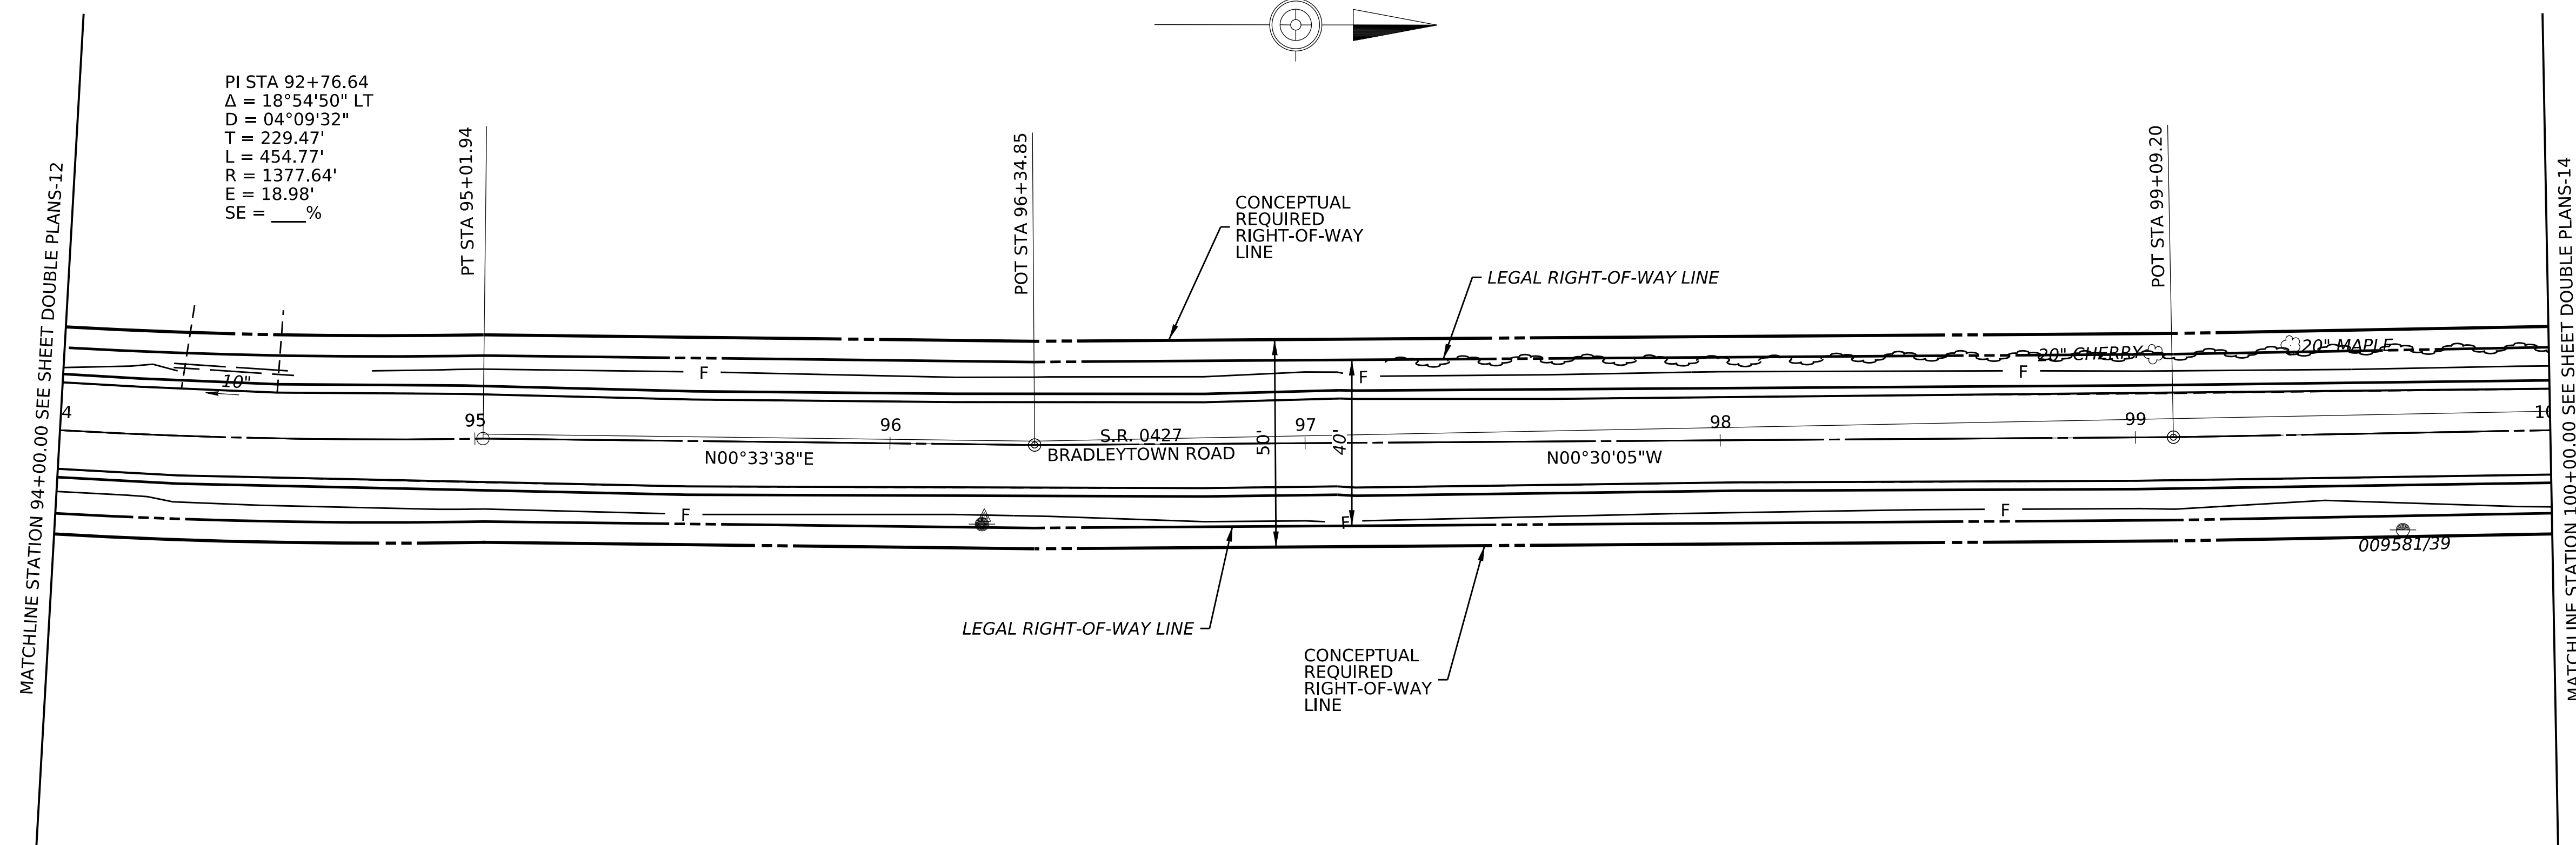 PI STA 92+76.64
Δ = 18°54'50" LT
D = 04°09'32"
T = 229.47'
L = 454.77'
R = 1377.64'
E = 18.98'
SE = ____%
MATCHLINE STATION 94+00.00 SEE SHEET DOUBLE PLANS-12
PT STA 95+01.94
POT STA 96+34.85
CONCEPTUAL
REQUIRED
RIGHT-OF-WAY
LINE
LEGAL RIGHT-OF-WAY LINE
POT STA 99+09.20
MATCHLINE STATION 100+00.00 SEE SHEET DOUBLE PLANS-14
20" CHERRY
20" MAPLE
10"
F
F
F
4
95
96
97
98
99
10
S.R. 0427
BRADLEYTOWN ROAD
50'
40'
N00°33'38"E
N00°30'05"W
F
F
F
009581/39
LEGAL RIGHT-OF-WAY LINE
CONCEPTUAL
REQUIRED
RIGHT-OF-WAY
LINE